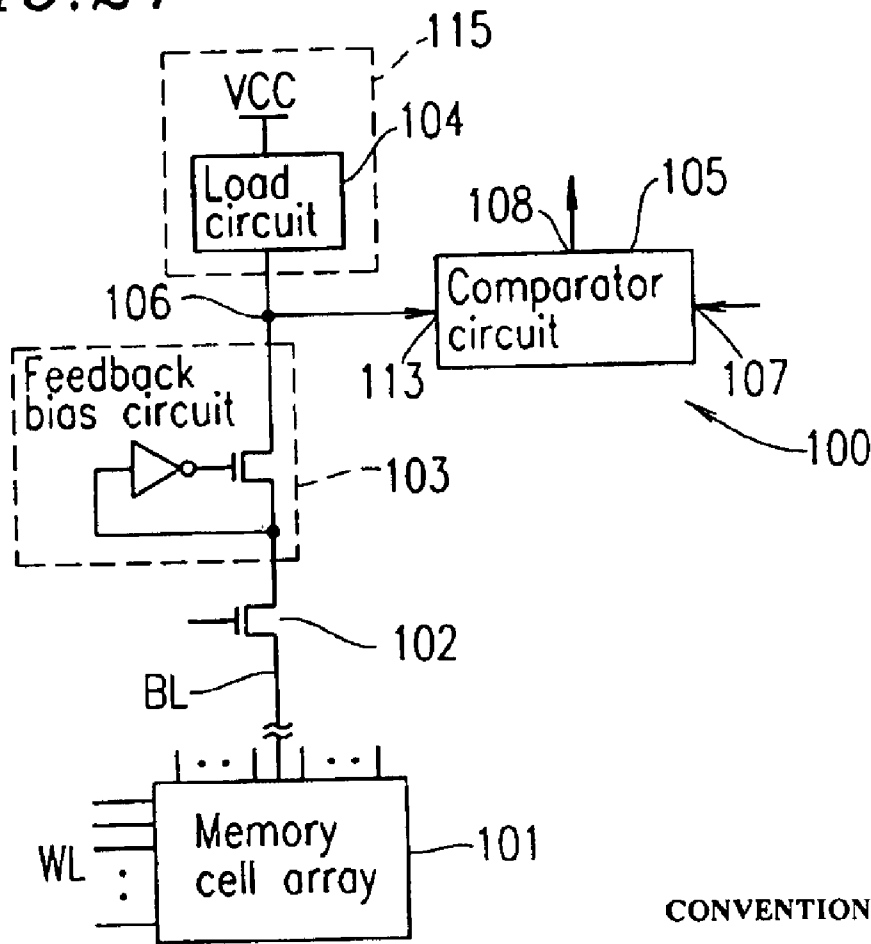 115
VCC
104
Load
circuit
108
105
106
Comparator
circuit
113
107
Feedback
bias circuit
100
103
102
BL
WL
Memory
cell array
101
CONVENTION